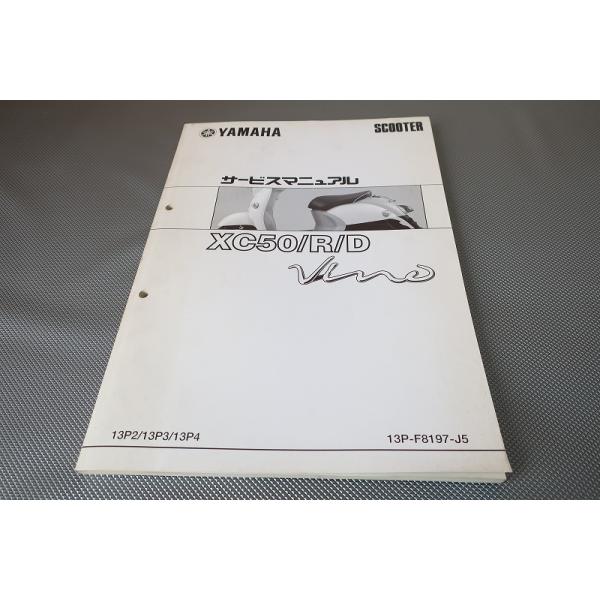 YAMAHA
SCOOTER
サービスマニュアル
XC50/R/D
Vino
13P2/13P3/13P4
13P-F8197-J5